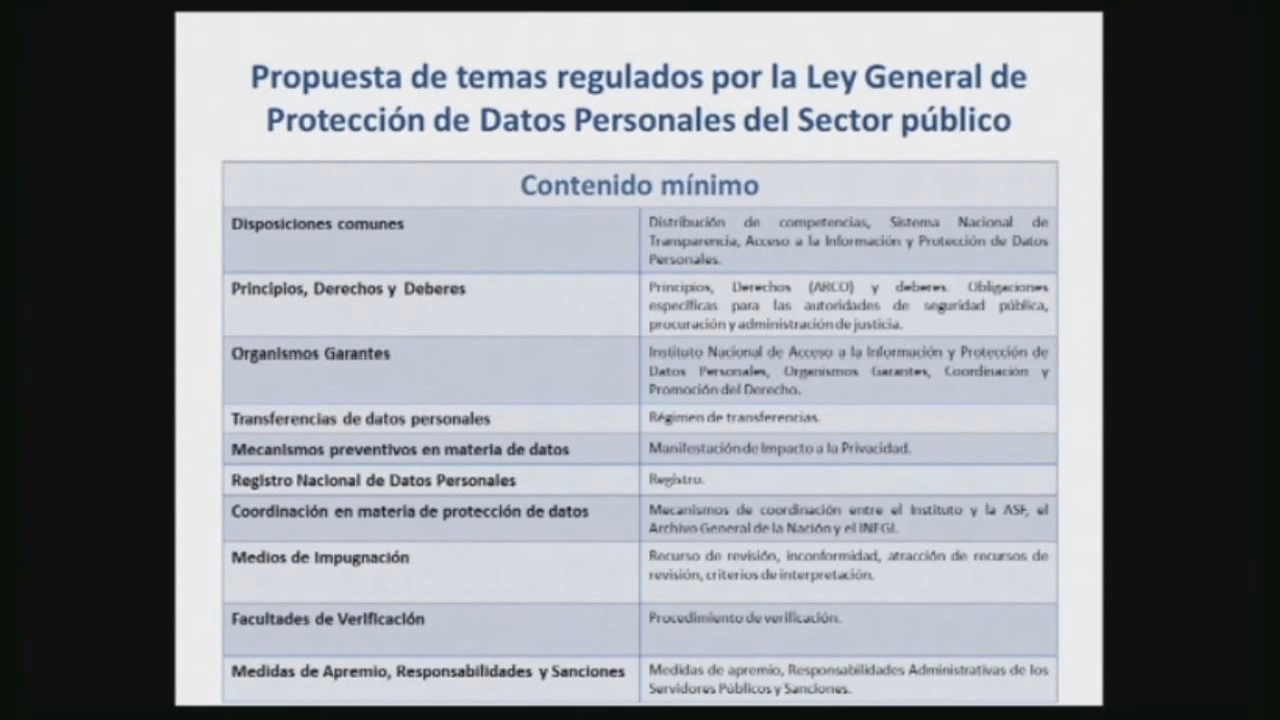 Propuesta de temas regulados por la Ley General de
Protección de Datos Personales del Sector público
Contenido mínimo
Disposiciones comunes
Distribución de competencias, Sistema Nacional de
Transparencia, Acceso a la Información y Protección de Datos
Personales.
Principios, Derechos y Deberes
Principios, Derechos (ARCO) y deberes. Obligaciones
específicas para las autoridades de seguridad pública,
procuración y administración de justicia.
Organismos Garantes
Instituto Nacional de Acceso a la Información y Protección de
Datos Personales, Organismos Garantes, Coordinación y
Promoción del Derecho.
Transferencias de datos personales
Régimen de transferencias.
Mecanismos preventivos en materia de datos
Manifestación de Impacto a la Privacidad.
Registro Nacional de Datos Personales
Registro.
Coordinación en materia de protección de datos
Mecanismos de coordinación entre el Instituto y la ASF, el
Archivo General de la Nación y el INEGI.
Medios de Impugnación
Recurso de revisión, inconformidad, atracción de recursos de
revisión, criterios de interpretación.
Facultades de Verificación
Procedimiento de verificación.
Medidas de Apremio, Responsabilidades y Sanciones
Medidas de apremio, Responsabilidades Administrativas de los
Servidores Públicos y Sanciones.